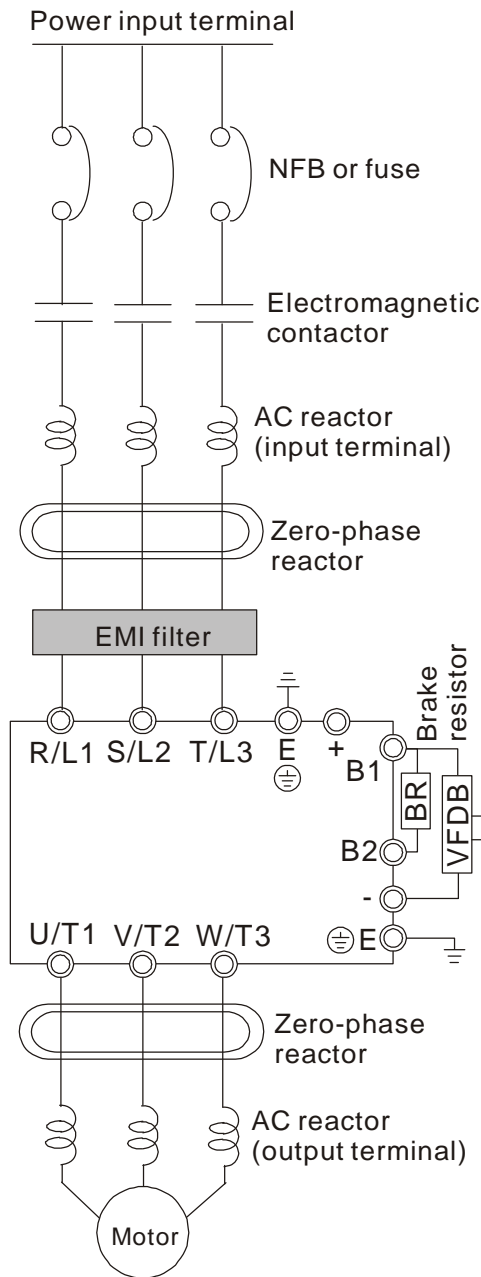 Power input terminal
NFB or fuse
Electromagnetic
contactor
AC reactor
(input terminal)
Zero-phase
reactor
EMI filter
Brake
resistor
R/L1 S/L2 T/L3 E +
B1
BR
VFDB
B2
-
E
U/T1 V/T2 W/T3
Zero-phase
reactor
AC reactor
(output terminal)
Motor